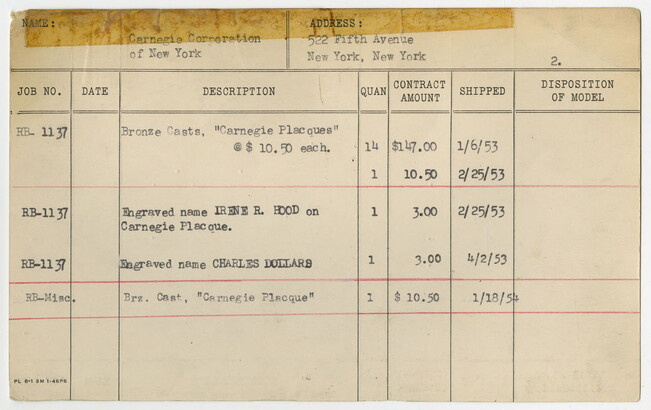 NAME: ADDRESS:
Carnegie Corporation 522 Fifth Avenue
of New York New York, New York 2.
JOB NO. DATE DESCRIPTION QUAN CONTRACT AMOUNT SHIPPED DISPOSITION OF MODEL
RB- 1137 Bronze Casts, "Carnegie Placques"
@ $ 10.50 each. 14 $147.00 1/6/53
1 10.50 2/25/53
RB-1137 Engraved name IRENE R. HOOD on 1 3.00 2/25/53
Carnegie Placque.
RB-1137 Engraved name CHARLES DOLLARD 1 3.00 4/2/53
RB-Misc. Brz. Cast, "Carnegie Placque" 1 $ 10.50 1/18/54